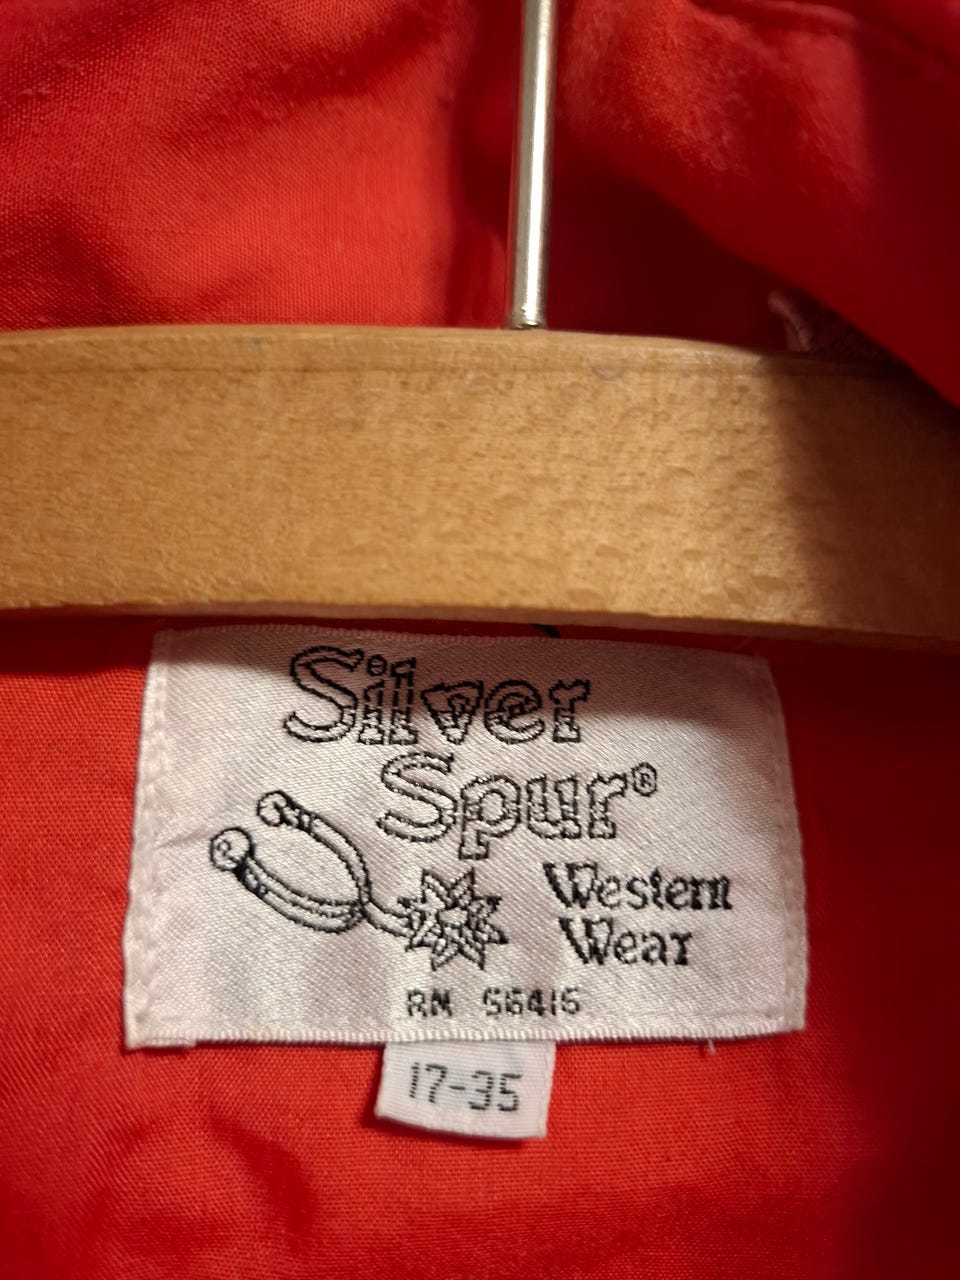 Silver
Spur®
Western
Wear
RN 56416
17-35